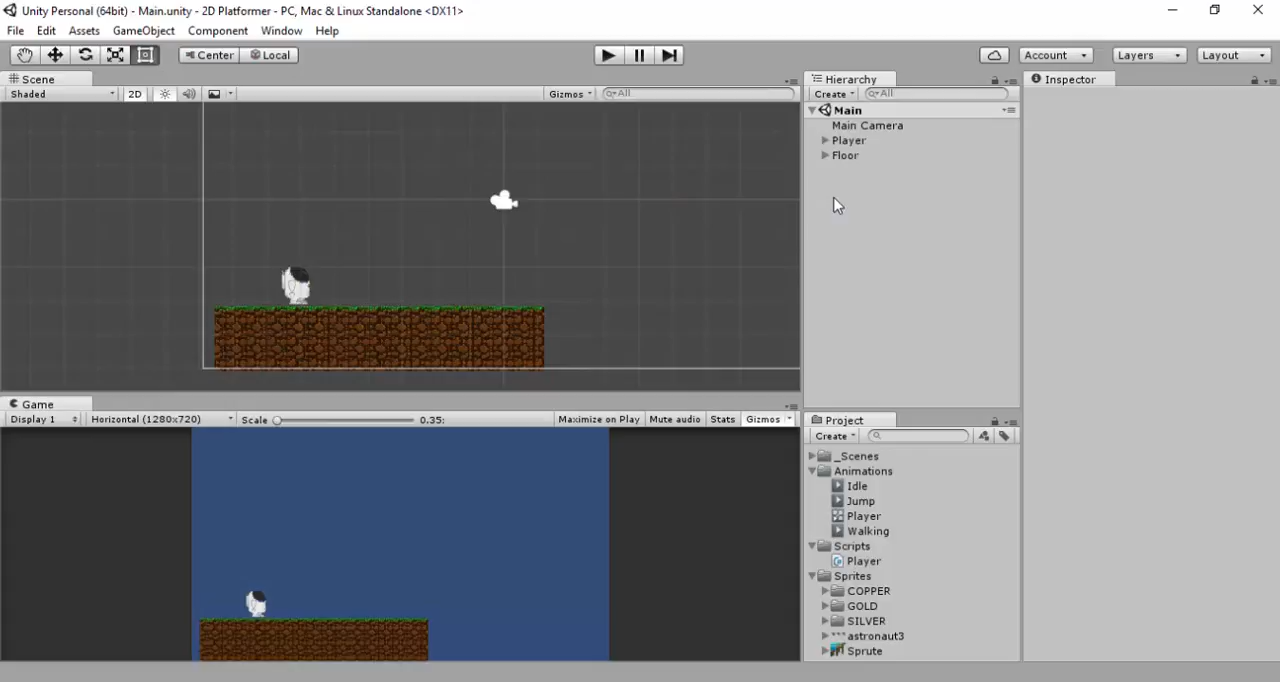 Unity Personal (64bit) - Main.unity - 2D Platformer - PC, Mac & Linux Standalone <DX11>
File Edit Assets GameObject Component Window Help
Center Local Account Layers Layout
Scene
Shaded 2D Gizmos All
Hierarchy
Create All
Main
Main Camera
Player
Floor
Inspector
Game
Display 1 Horizontal (1280x720) Scale 0.35: Maximize on Play Mute audio Stats Gizmos
Project
Create
_Scenes
Animations
Idle
Jump
Player
Walking
Scripts
Player
Sprites
COPPER
GOLD
SILVER
astronaut3
Sprute